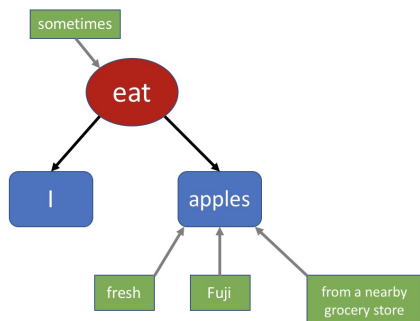 sometimes
eat
I
apples
fresh
Fuji
from a nearby
grocery store